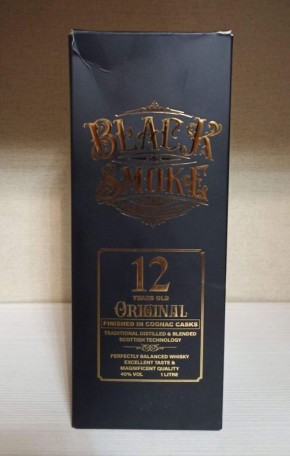 BLACK
SMOKE
12
YEARS OLD
ORIGINAL
FINISHED IN COGNAC CASKS
TRADITIONAL DISTILLED & BLENDED
SCOTTISH TECHNOLOGY
PERFECTLY BALANCED WHISKY
EXCELLENT TASTE &
MAGNIFICENT QUALITY
40% VOL 1 LITRE